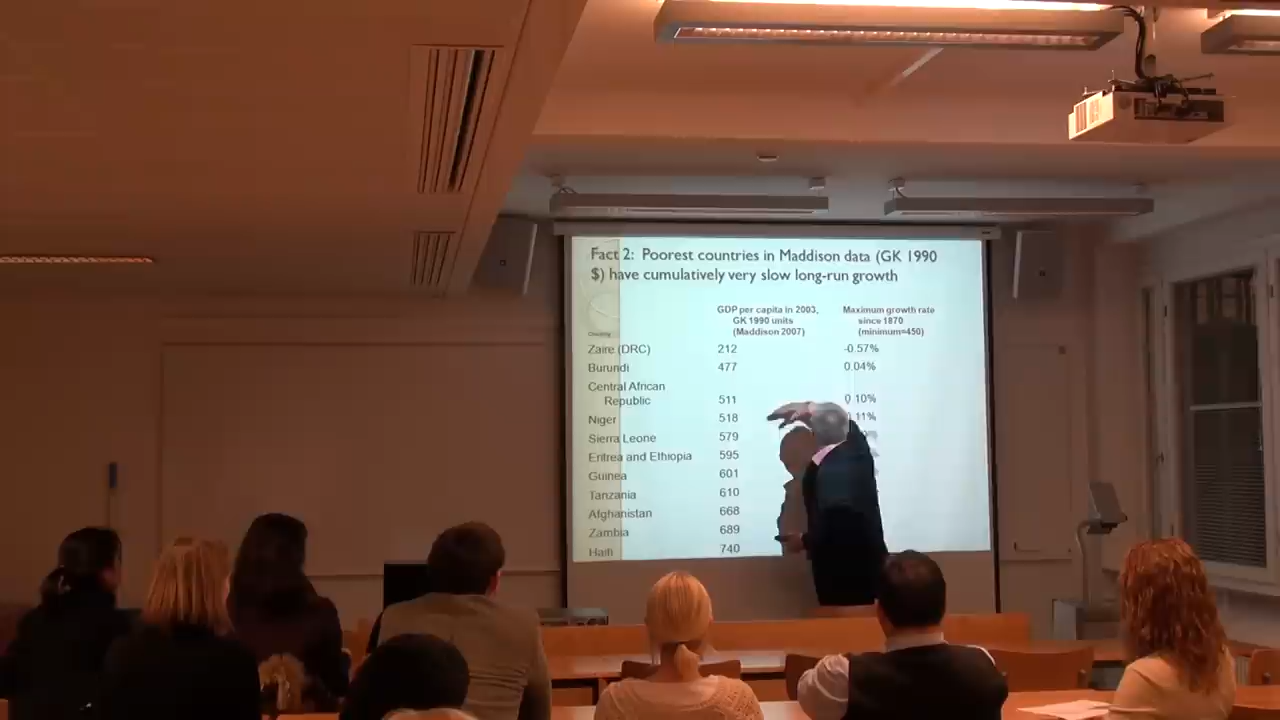 Fact 2: Poorest countries in Maddison data (GK 1990
$) have cumulatively very slow long-run growth
GDP per capita in 2003, Maximum growth rate
GK 1990 units since 1870
Country (Maddison 2007) (minimum=450)
Zaire (DRC) 212 -0.57%
Burundi 477 0.04%
Central African
Republic 511 0.10%
Niger 518 0.11%
Sierra Leone 579
Eritrea and Ethiopia 595
Guinea 601
Tanzania 610
Afghanistan 668
Zambia 689
Haiti 740